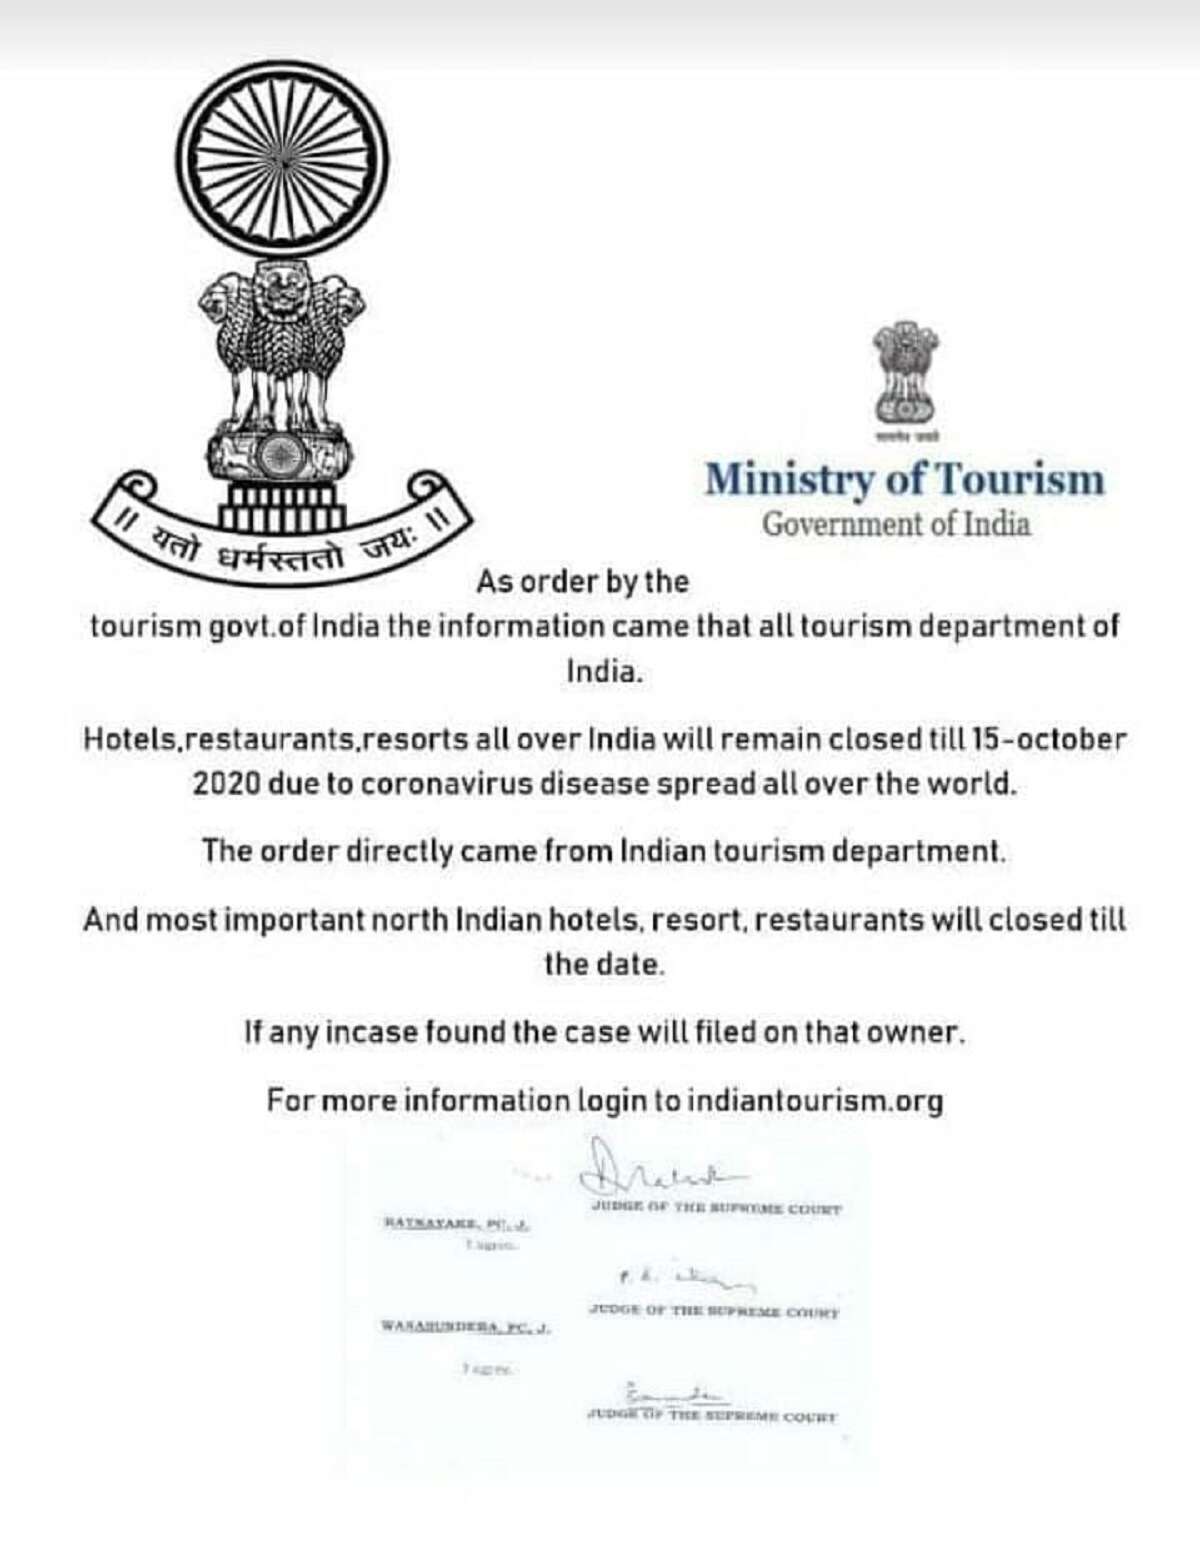 ॥ यतो धर्मस्ततो जयः ॥
Ministry of Tourism
Government of India
As order by the
tourism govt.of India the information came that all tourism department of
India.
Hotels,restaurants,resorts all over India will remain closed till 15-october
2020 due to coronavirus disease spread all over the world.
The order directly came from Indian tourism department.
And most important north Indian hotels, resort, restaurants will closed till
the date.
If any incase found the case will filed on that owner.
For more information login to indiantourism.org
JUDGE OF THE SUPREME COURT
RATNAYAKE, PC. J.
I agree.
JUDGE OF THE SUPREME COURT
WANASUNDERA, PC. J.
I agree.
JUDGE OF THE SUPREME COURT